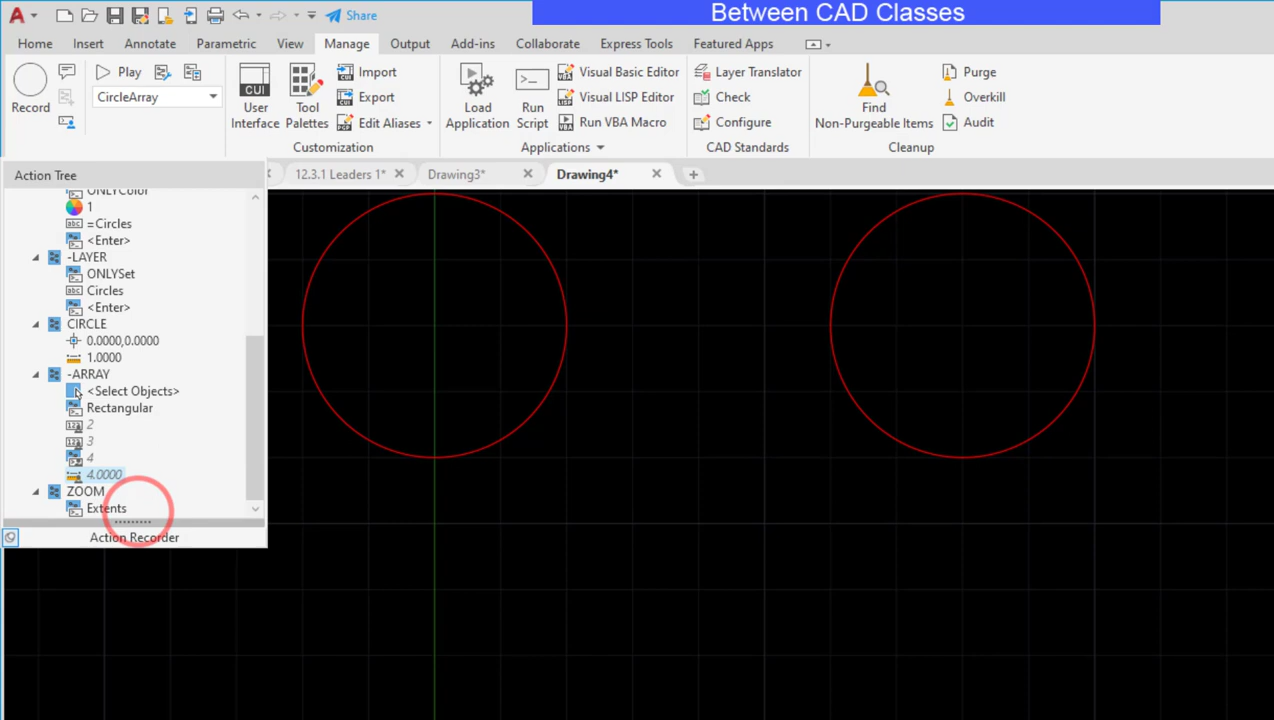 Between CAD Classes
Share
Home Insert Annotate Parametric View Manage Output Add-ins Collaborate Express Tools Featured Apps
Play Import Visual Basic Editor Layer Translator Purge
CircleArray Export Visual LISP Editor Check Overkill
Record User Interface Tool Palettes Edit Aliases Load Application Run Script Run VBA Macro Configure Find Non-Purgeable Items Audit
Customization Applications CAD Standards Cleanup
Action Tree 12.3.1 Leaders 1* Drawing3* Drawing4*
ONLYColor
1
=Circles
<Enter>
-LAYER
ONLYSet
Circles
<Enter>
CIRCLE
0.0000,0.0000
1.0000
-ARRAY
<Select Objects>
Rectangular
2
3
4
4.0000
ZOOM
Extents
Action Recorder